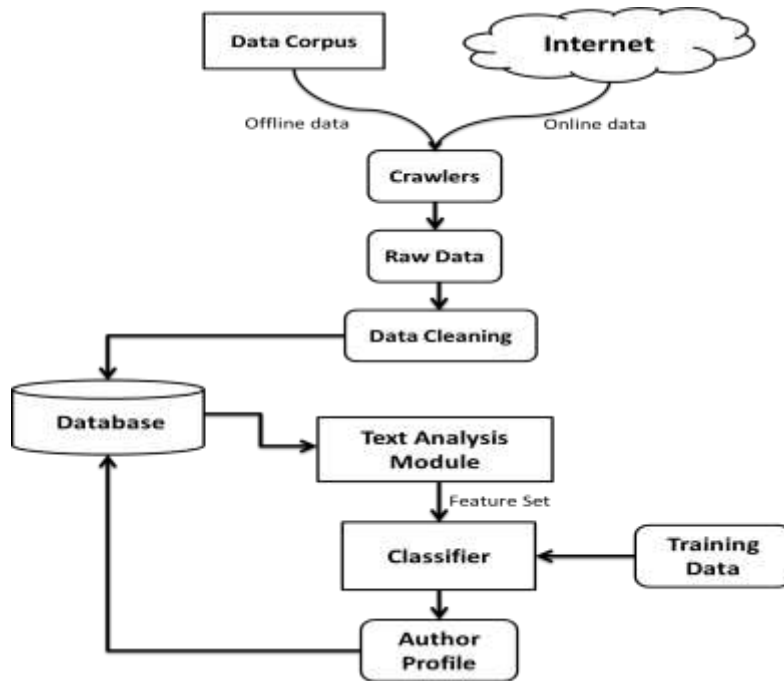 Data Corpus
Internet
Offline data
Online data
Crawlers
Raw Data
Data Cleaning
Database
Text Analysis
Module
Feature Set
Classifier
Training
Data
Author
Profile